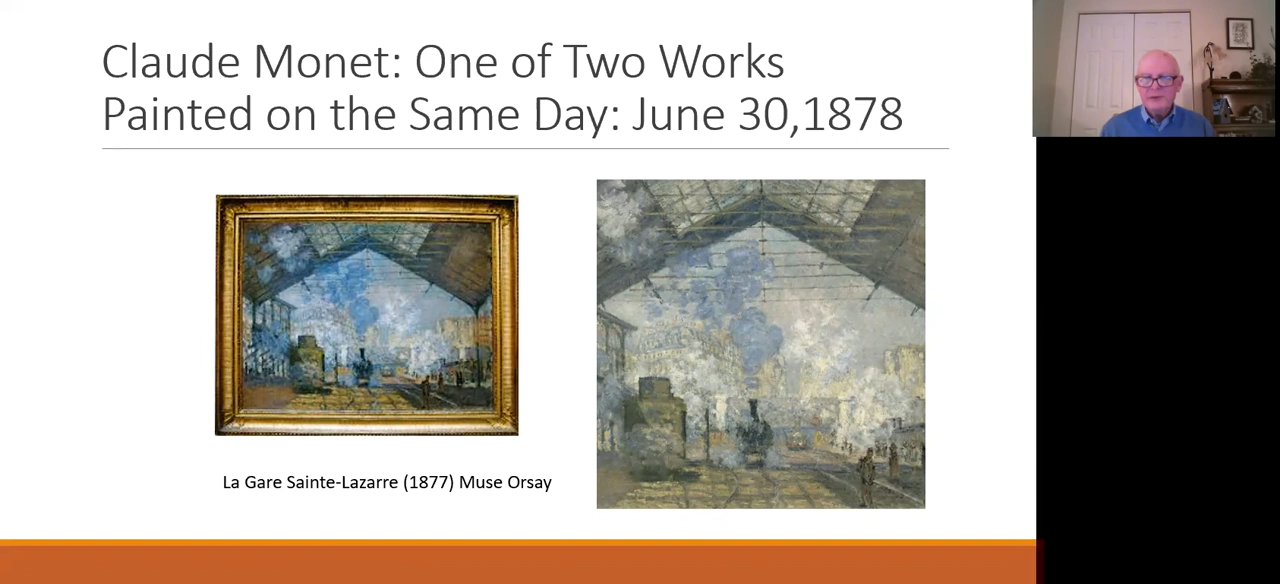 Claude Monet: One of Two Works
Painted on the Same Day: June 30,1878
La Gare Sainte-Lazarre (1877) Muse Orsay